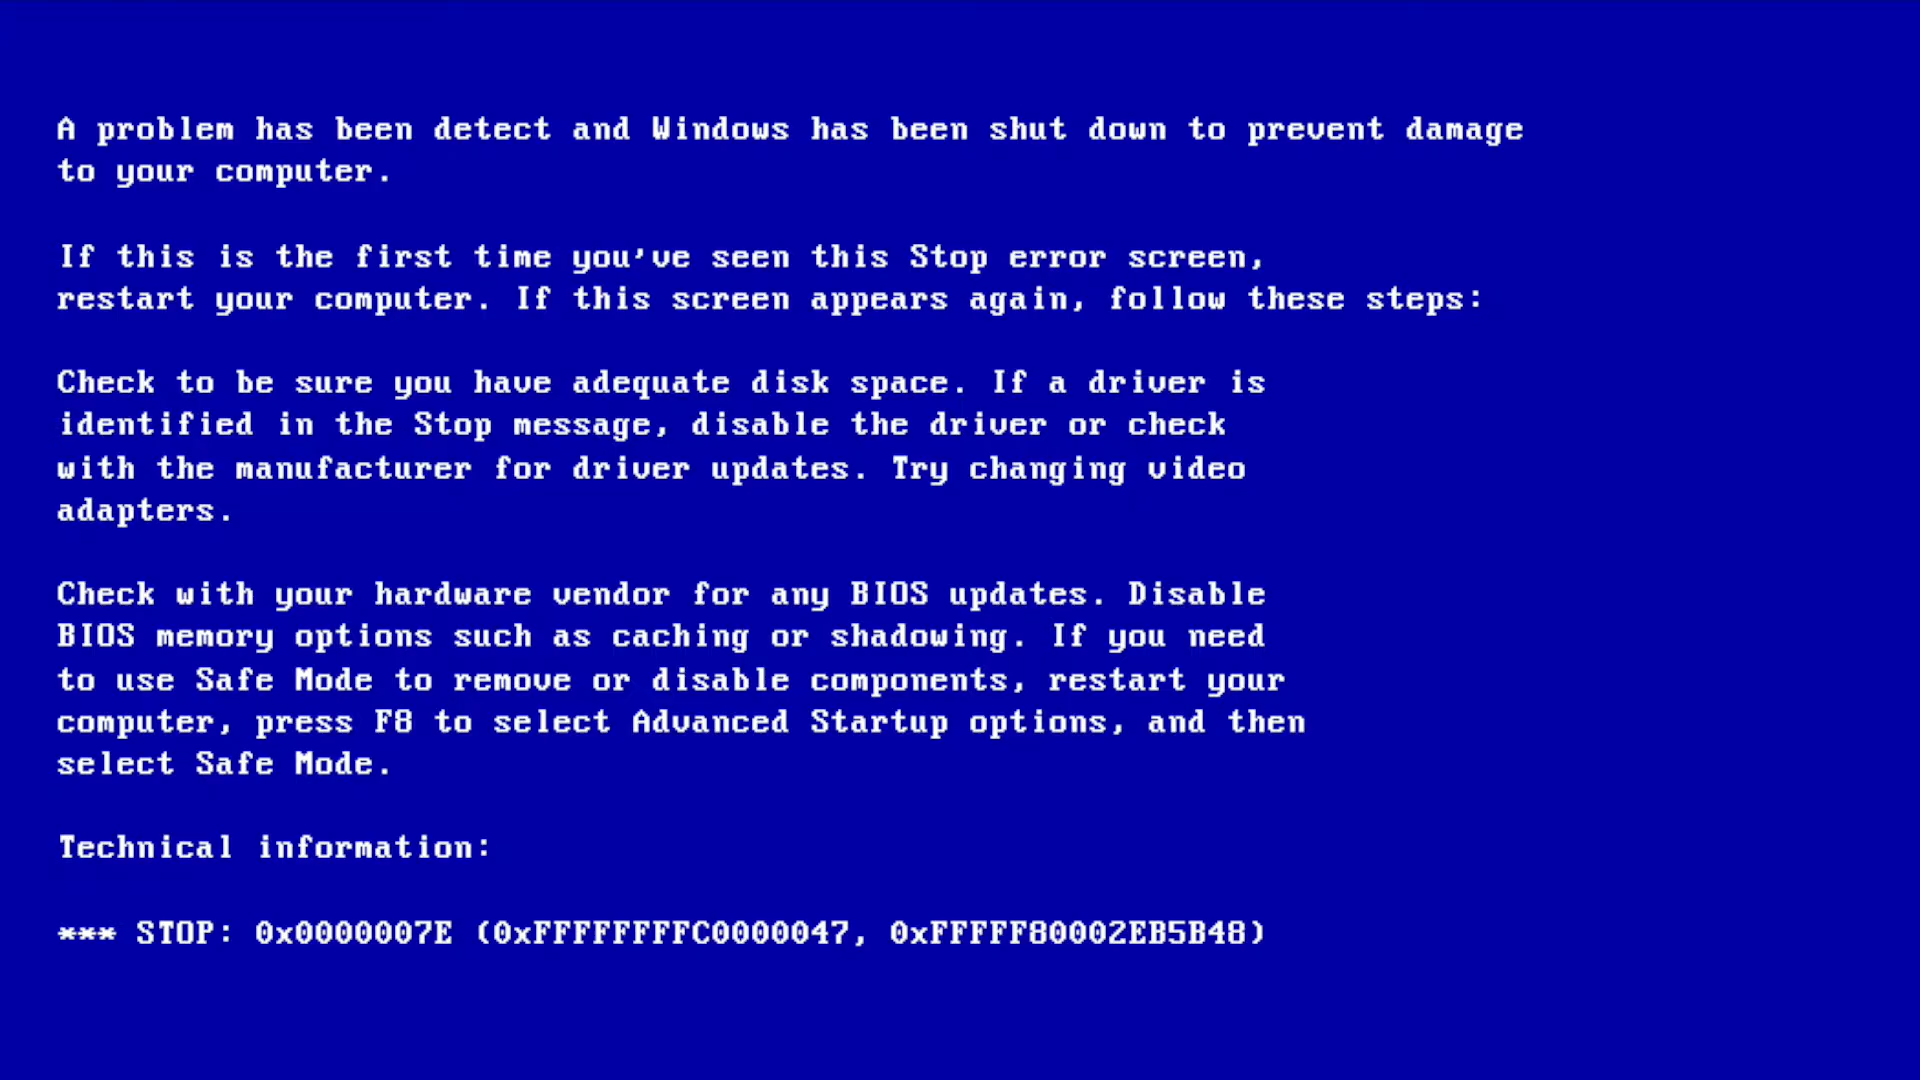 A problem has been detect and Windows has been shut down to prevent damage
to your computer.
If this is the first time you've seen this Stop error screen,
restart your computer. If this screen appears again, follow these steps:
Check to be sure you have adequate disk space. If a driver is
identified in the Stop message, disable the driver or check
with the manufacturer for driver updates. Try changing video
adapters.
Check with your hardware vendor for any BIOS updates. Disable
BIOS memory options such as caching or shadowing. If you need
to use Safe Mode to remove or disable components, restart your
computer, press F8 to select Advanced Startup options, and then
select Safe Mode.
Technical information:
*** STOP: 0x0000007E (0xFFFFFFFFC0000047, 0xFFFFF80002EB5B48)